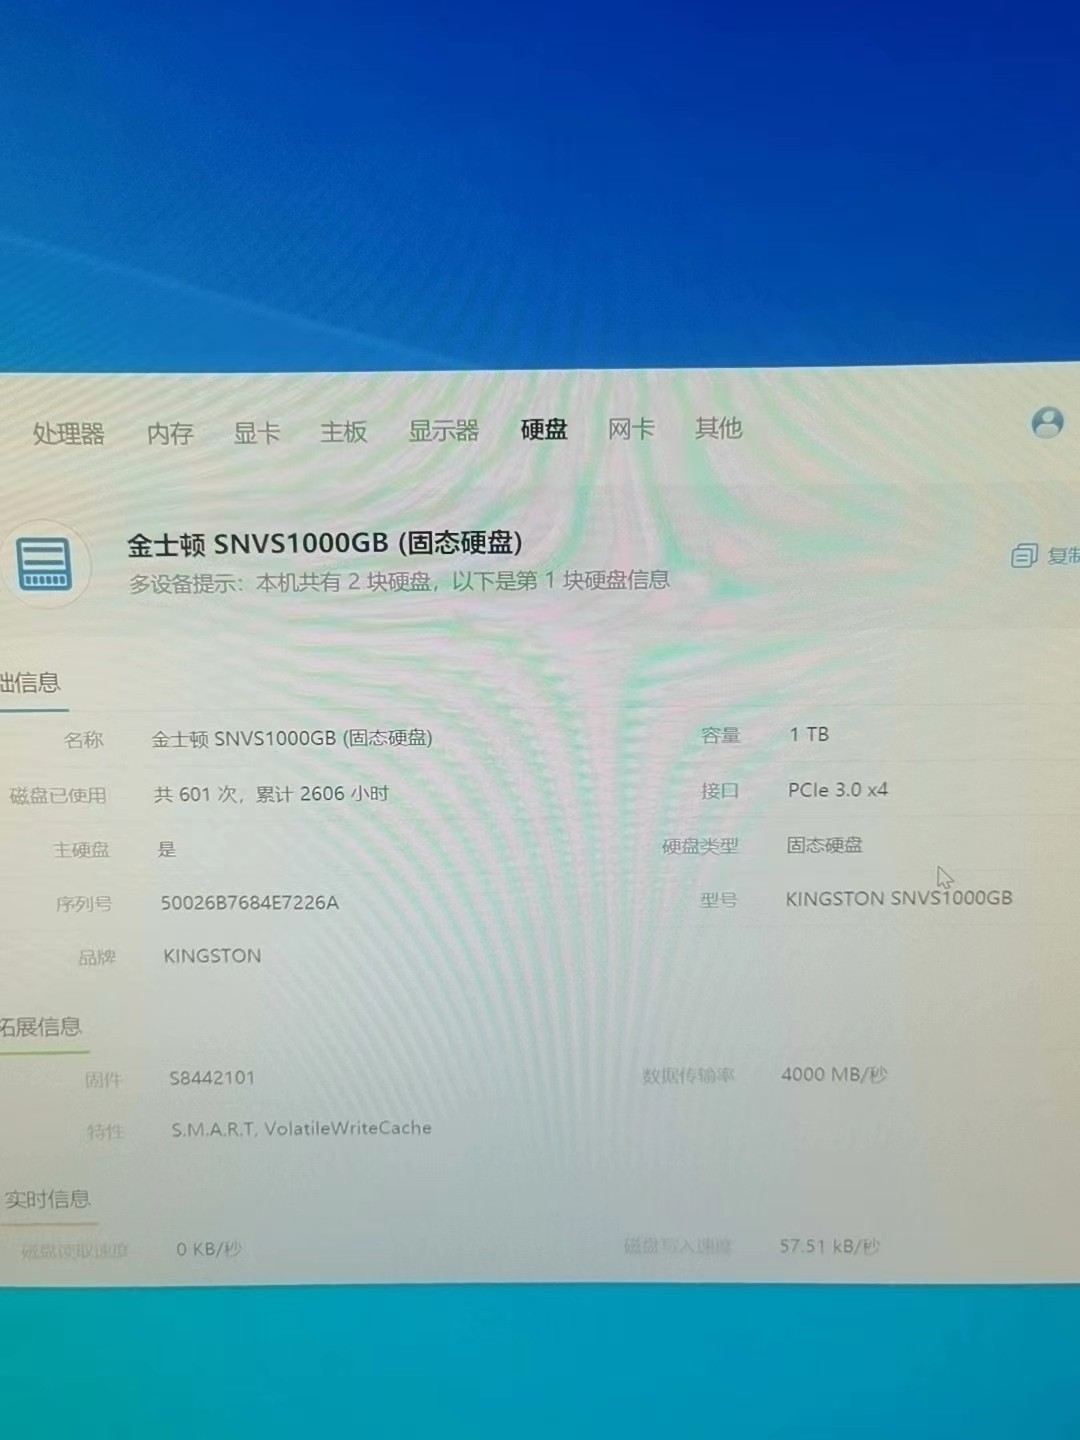 处理器 内存 显卡 主板 显示器 硬盘 网卡 其他
金士顿 SNVS1000GB (固态硬盘)
复制
多设备提示：本机共有 2 块硬盘，以下是第 1 块硬盘信息
础信息
名称 金士顿 SNVS1000GB (固态硬盘) 容量 1 TB
磁盘已使用 共 601 次，累计 2606 小时 接口 PCIe 3.0 x4
主硬盘 是 硬盘类型 固态硬盘
序列号 50026B7684E7226A 型号 KINGSTON SNVS1000GB
品牌 KINGSTON
拓展信息
固件 S8442101 数据传输率 4000 MB/秒
特性 S.M.A.R.T, VolatileWriteCache
实时信息
磁盘读取速度 0 KB/秒 磁盘写入速度 57.51 kB/秒